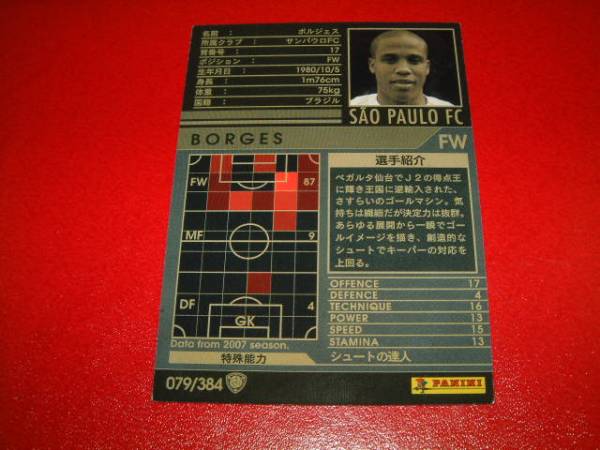 名前 : ボルジェス
所属クラブ : サンパウロFC
背番号 : 17
ポジション : FW
生年月日 : 1980/10/5
身長 : 1m76cm
体重 : 75kg
国籍 : ブラジル
SÃO PAULO FC
BORGES
FW
選手紹介
ベガルタ仙台でJ2の得点王
に輝き王国に逆輸入された、
さすらいのゴールマシン。気
持ちは繊細だが決定力は抜群。
あらゆる展開から一瞬でゴー
ルイメージを描き、創造的な
シュートでキーパーの対応を
上回る。
FW 87
MF 9
DF 4
GK
Data from 2007 season.
OFFENCE 17
DEFENCE 4
TECHNIQUE 16
POWER 13
SPEED 15
STAMINA 13
特殊能力
シュートの達人
079/384
PANINI